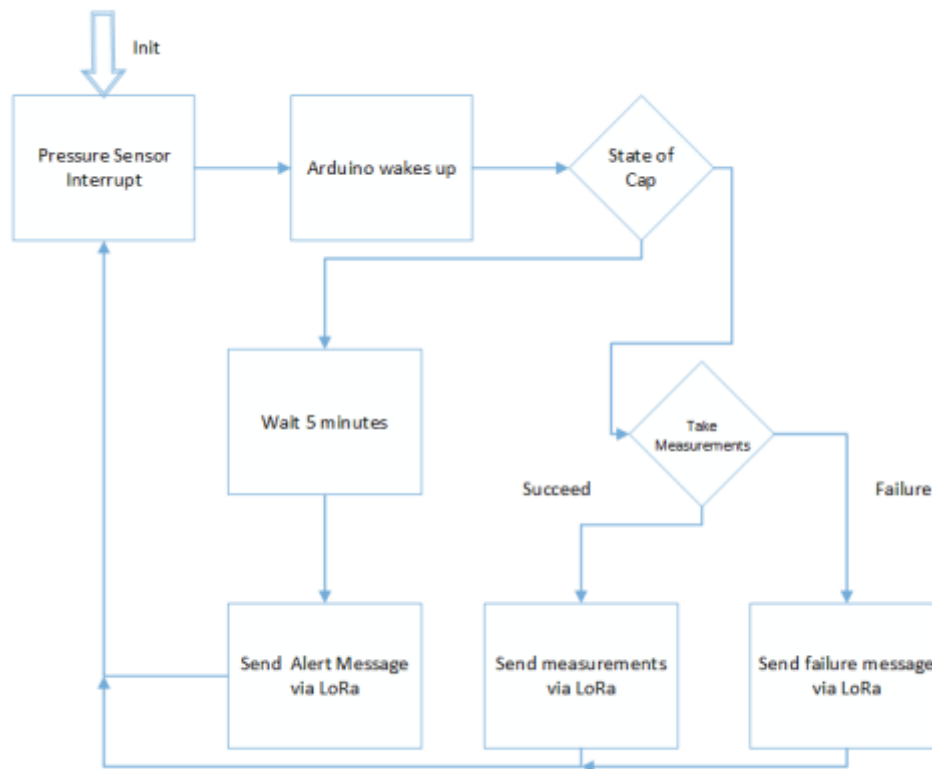 Init
Pressure Sensor
Interrupt
Arduino wakes up
State of
Cap
Wait 5 minutes
Take
Measurements
Succeed
Failure
Send Alert Message
via LoRa
Send measurements
via LoRa
Send failure message
via LoRa